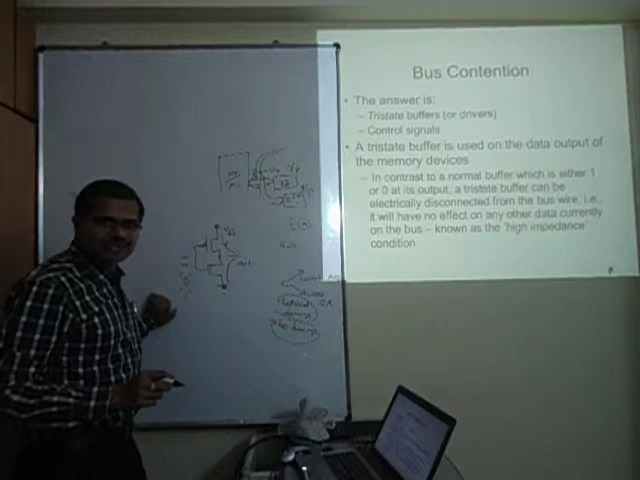 Bus Contention
• The answer is:
– Tristate buffers (or drivers)
– Control signals
• A tristate buffer is used on the data output of
the memory devices
– In contrast to a normal buffer which is either 1
or 0 at its output, a tristate buffer can be
electrically disconnected from the bus wire, i.e.,
it will have no effect on any other data currently
on the bus – known as the 'high impedance'
condition
Vdd